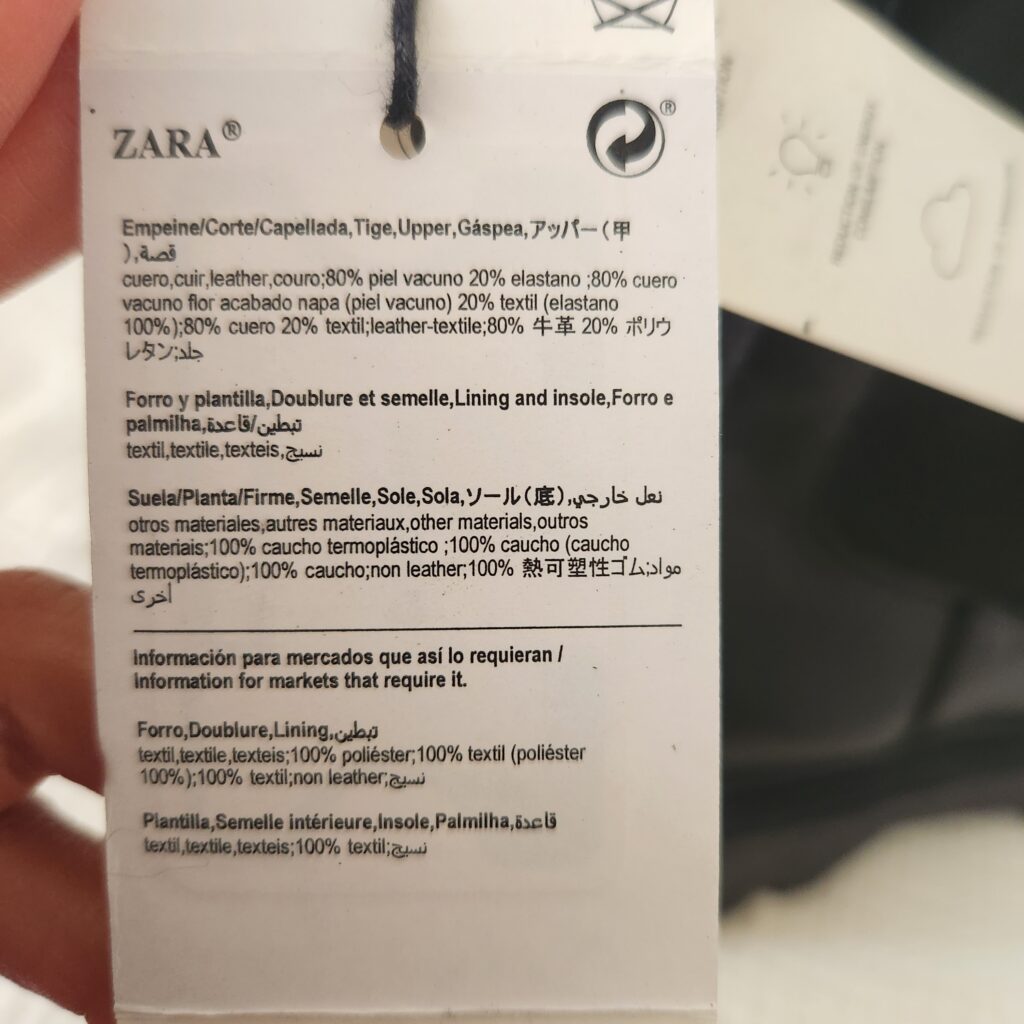 ZARA®
®
Empeine/Corte/Capellada,Tige,Upper,Gáspea,アッパー(甲
),قصة
cuero,cuir,leather,couro;80% piel vacuno 20% elastano ;80% cuero
vacuno flor acabado napa (piel vacuno) 20% textil (elastano
100%);80% cuero 20% textil;leather-textile;80% 牛革 20% ポリウ
レタン;جلد
Forro y plantilla,Doublure et semelle,Lining and insole,Forro e
palmilha,تبطين/قاعدة
textil,textile,texteis,نسيج
Suela/Planta/Firme,Semelle,Sole,Sola,ソール(底),نعل خارجي
otros materiales,autres materiaux,other materials,outros
materiais;100% caucho termoplástico ;100% caucho (caucho
termoplástico);100% caucho;non leather;100% 熱可塑性ゴム;مواد
أخرى
Información para mercados que así lo requieran /
Information for markets that require it.
Forro,Doublure,Lining,تبطين
textil,textile,texteis;100% poliéster;100% textil (poliéster
100%);100% textil;non leather;نسيج
Plantilla,Semelle intérieure,Insole,Palmilha,قاعدة
textil,textile,texteis;100% textil;نسيج